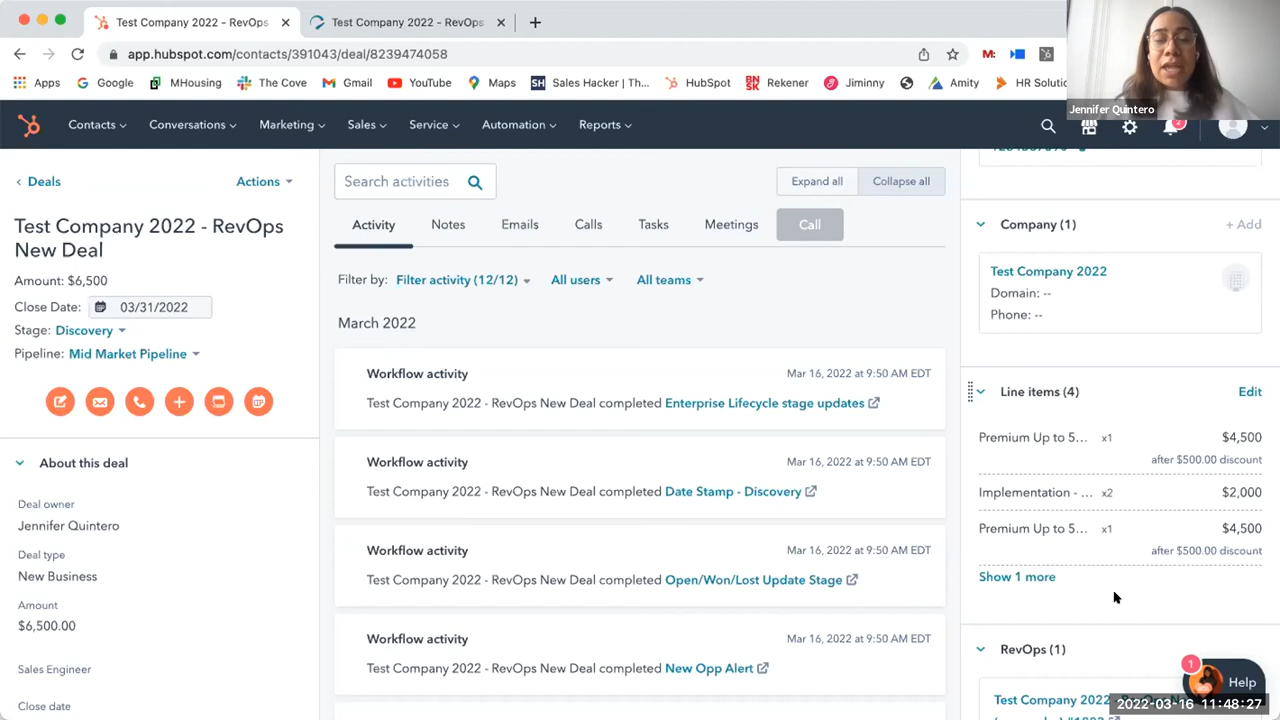 Test Company 2022 - RevOps
Test Company 2022 - RevOps
app.hubspot.com/contacts/391043/deal/8239474058
M:
Apps
Google
MHousing
The Cove
Gmail
YouTube
Maps
SH
Sales Hacker | Th...
HubSpot
BN
SK
Rekener
Jiminny
Amity
HR Solutio
Jennifer Quintero
Contacts
Conversations
Marketing
Sales
Service
Automation
Reports
2
Deals
Actions
Test Company 2022 - RevOps
New Deal
Amount: $6,500
Close Date: 03/31/2022
Stage: Discovery
Pipeline: Mid Market Pipeline
About this deal
Deal owner
Jennifer Quintero
Deal type
New Business
Amount
$6,500.00
Sales Engineer
Close date
Search activities
Expand all
Collapse all
Activity
Notes
Emails
Calls
Tasks
Meetings
Call
Filter by: Filter activity (12/12)
All users
All teams
March 2022
Workflow activity
Mar 16, 2022 at 9:50 AM EDT
Test Company 2022 - RevOps New Deal completed Enterprise Lifecycle stage updates
Workflow activity
Mar 16, 2022 at 9:50 AM EDT
Test Company 2022 - RevOps New Deal completed Date Stamp - Discovery
Workflow activity
Mar 16, 2022 at 9:50 AM EDT
Test Company 2022 - RevOps New Deal completed Open/Won/Lost Update Stage
Workflow activity
Mar 16, 2022 at 9:50 AM EDT
Test Company 2022 - RevOps New Deal completed New Opp Alert
Company (1)
+ Add
Test Company 2022
Domain: --
Phone: --
Line items (4)
Edit
Premium Up to 5... x1 $4,500
after $500.00 discount
Implementation - ... x2 $2,000
Premium Up to 5... x1 $4,500
after $500.00 discount
Show 1 more
RevOps (1)
1
Help
Test Company 2022
2022-03-16 11:48:27